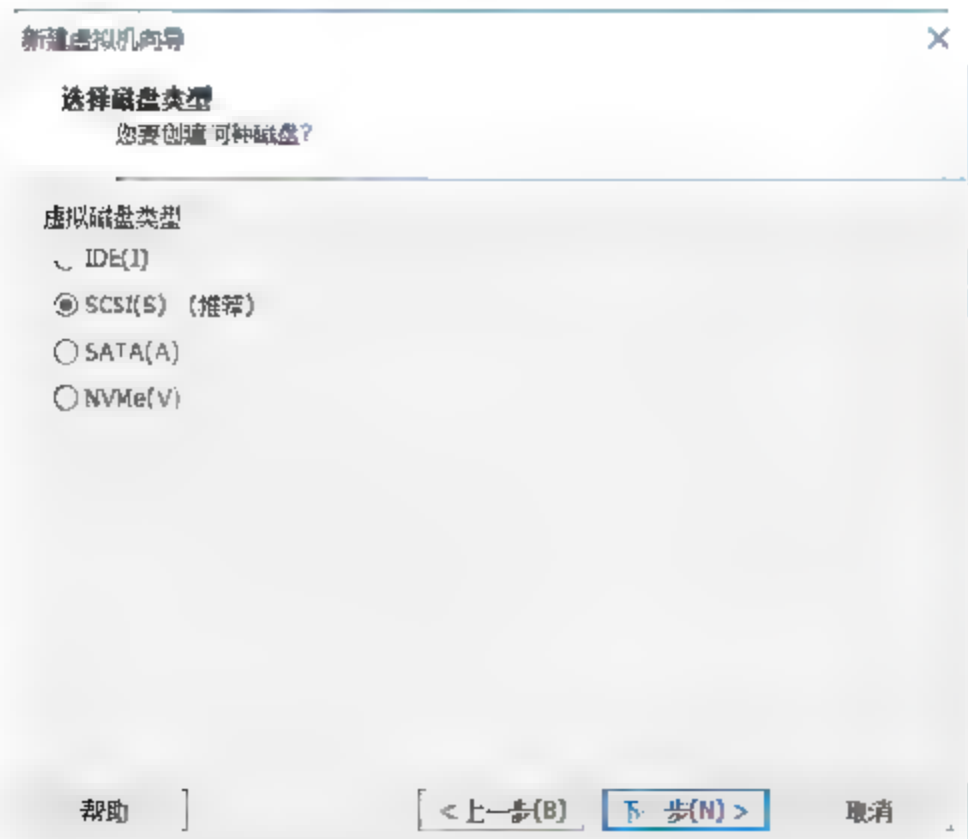 新建虚拟机向导
选择磁盘类型
您要创建何种磁盘?
虚拟磁盘类型
IDE(I)
SCSI(S) (推荐)
SATA(A)
NVMe(V)
帮助
< 上一步(B)
下一步(N) >
取消